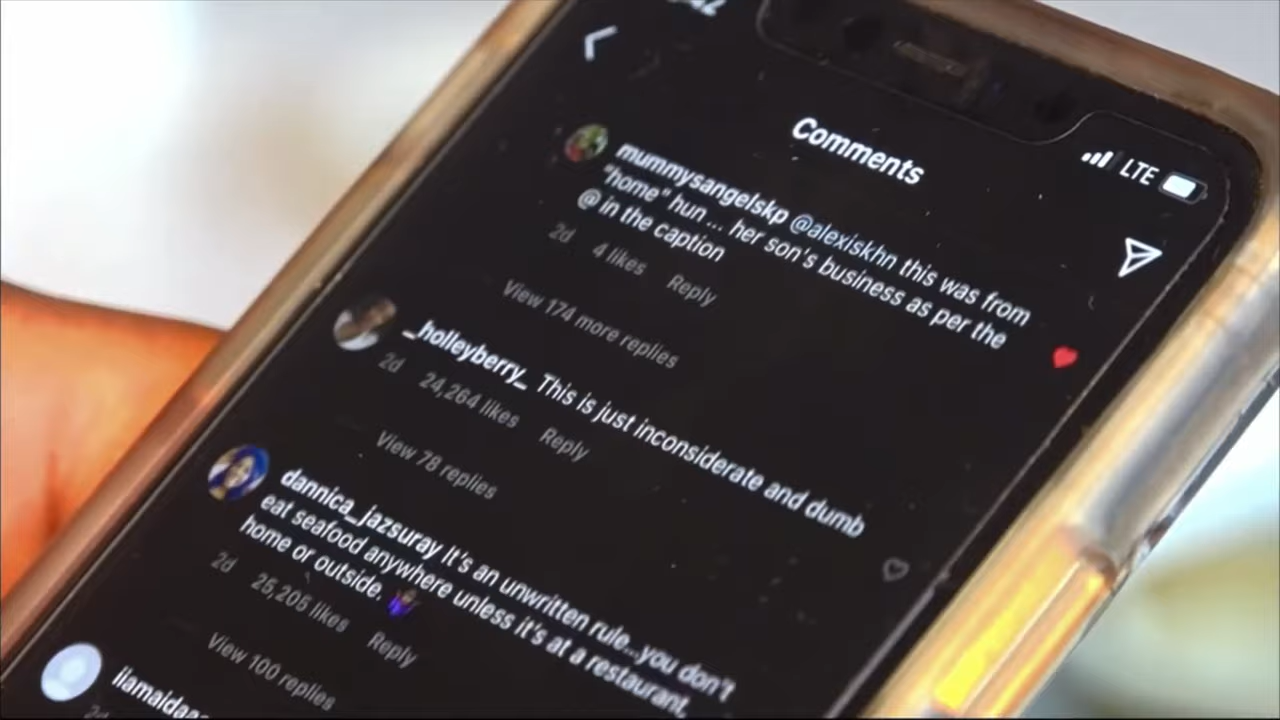 Comments
LTE
mummysangelskp @alexiskhn this was from
"home" hun ... her son's business as per the
@ in the caption
2d 4 likes Reply
View 174 more replies
_holleyberry_ This is just inconsiderate and dumb
2d 24,264 likes Reply
View 78 replies
dannica_jazsuray It's an unwritten rule...you don't
eat seafood anywhere unless it's at a restaurant,
home or outside.
2d 25,205 likes Reply
View 100 replies
2d